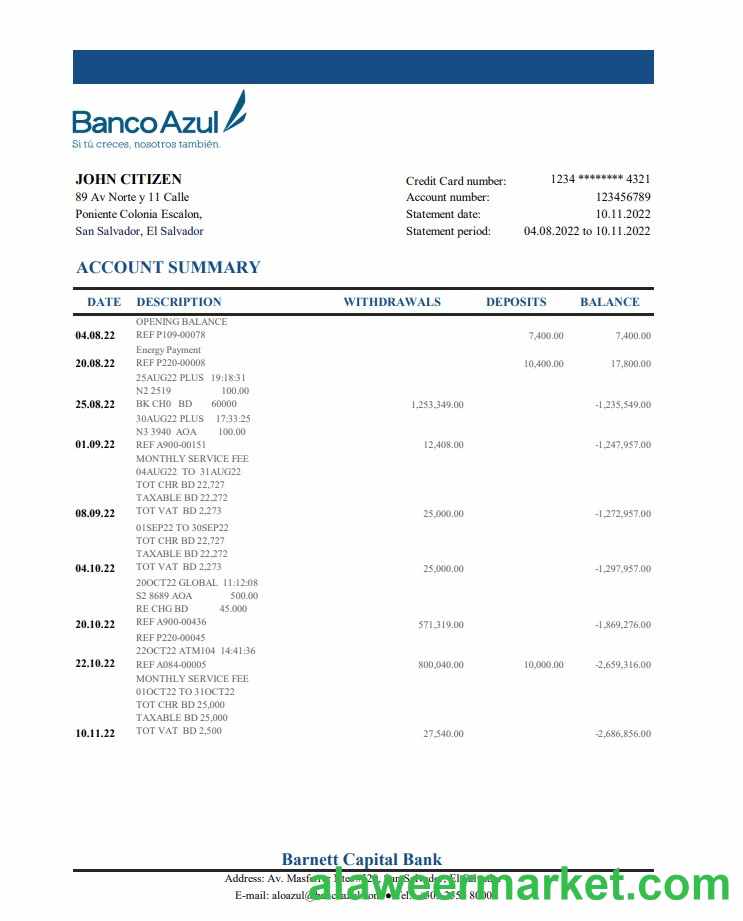 Banco Azul
Si tú creces, nosotros también.
JOHN CITIZEN
89 Av Norte y 11 Calle
Poniente Colonia Escalon,
San Salvador, El Salvador
Credit Card number: 1234 ******** 4321
Account number: 123456789
Statement date: 10.11.2022
Statement period: 04.08.2022 to 10.11.2022
ACCOUNT SUMMARY
DATE DESCRIPTION WITHDRAWALS DEPOSITS BALANCE
OPENING BALANCE
04.08.22 REF P109-00078 7,400.00 7,400.00
Energy Payment
20.08.22 REF P220-00008 10,400.00 17,800.00
25AUG22 PLUS 19:18:31
N2 2519 100.00
25.08.22 BK CH0 BD 60000 1,253,349.00 -1,235,549.00
30AUG22 PLUS 17:33:25
N3 3940 AOA 100.00
01.09.22 REF A900-00151 12,408.00 -1,247,957.00
MONTHLY SERVICE FEE
04AUG22 TO 31AUG22
TOT CHR BD 22,727
TAXABLE BD 22,272
08.09.22 TOT VAT BD 2,273 25,000.00 -1,272,957.00
01SEP22 TO 30SEP22
TOT CHR BD 22,727
TAXABLE BD 22,272
04.10.22 TOT VAT BD 2,273 25,000.00 -1,297,957.00
20OCT22 GLOBAL 11:12:08
S2 8689 AOA 500.00
RE CHG BD 45.000
20.10.22 REF A900-00436 571,319.00 -1,869,276.00
REF P220-00045
22OCT22 ATM104 14:41:36
22.10.22 REF A084-00005 800,040.00 10,000.00 -2,659,316.00
MONTHLY SERVICE FEE
01OCT22 TO 31OCT22
TOT CHR BD 25,000
TAXABLE BD 25,000
10.11.22 TOT VAT BD 2,500 27,540.00 -2,686,856.00
Barnett Capital Bank
Address: Av.
E-mail:
alaweermarket.com